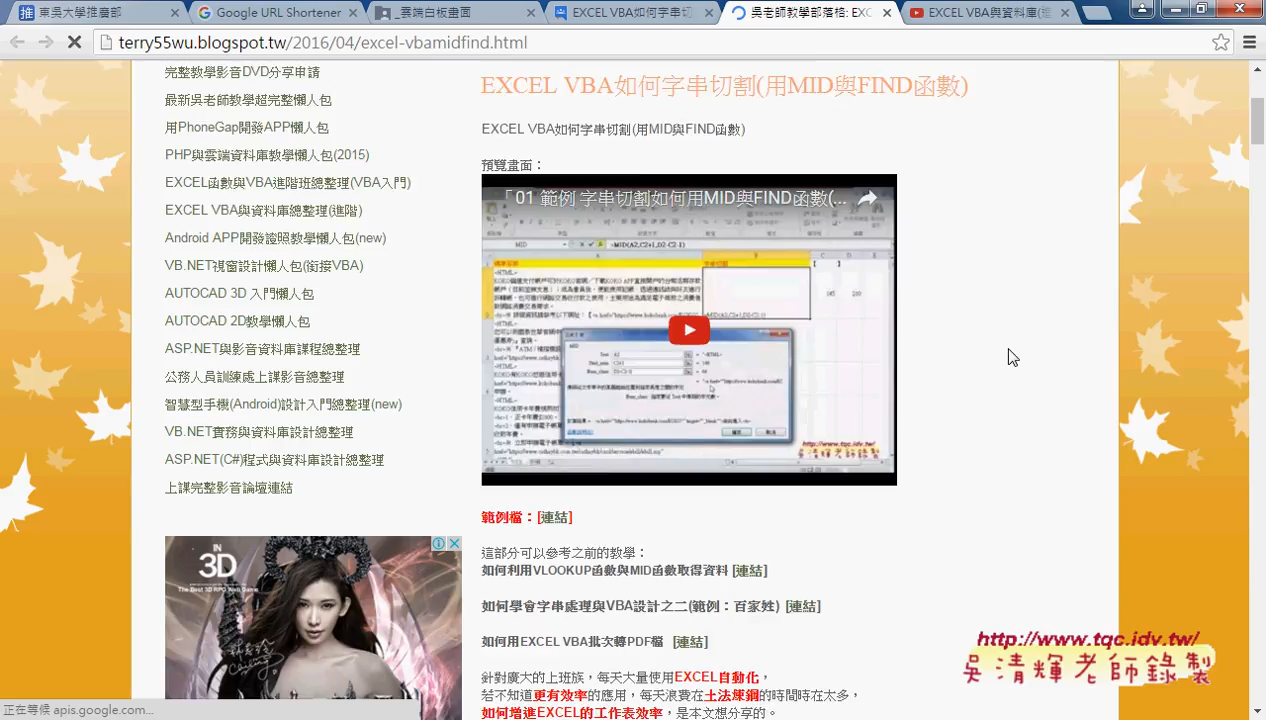 東吳大學推廣部
Google URL Shortener
_雲端白板畫面
EXCEL VBA如何字串切
吳老師教學部落格: EXC
EXCEL VBA與資料庫(進
terry55wu.blogspot.tw/2016/04/excel-vbamidfind.html
完整教學影音DVD分享申請
最新吳老師教學超完整懶人包
用PhoneGap開發APP懶人包
PHP與雲端資料庫教學懶人包(2015)
EXCEL函數與VBA進階班總整理(VBA入門)
EXCEL VBA與資料庫總整理(進階)
Android APP開發證照教學懶人包(new)
VB.NET視窗設計懶人包(銜接VBA)
AUTOCAD 3D 入門懶人包
AUTOCAD 2D教學懶人包
ASP.NET與影音資料庫課程總整理
公務人員訓練處上課影音總整理
智慧型手機(Android)設計入門總整理(new)
VB.NET實務與資料庫設計總整理
ASP.NET(C#)程式與資料庫設計總整理
上課完整影音論壇連結
IN
3D
The Best 3D RPG Web Game
EXCEL VBA如何字串切割(用MID與FIND函數)
EXCEL VBA如何字串切割(用MID與FIND函數)
預覽畫面：
「01 範例 字串切割如何用MID與FIND函數(...
MID
=MID(A2,C2+1,D2-C2-1)
範例檔：[連結]
這部分可以參考之前的教學：
如何利用VLOOKUP函數與MID函數取得資料 [連結]
如何學會字串處理與VBA設計之二(範例：百家姓) [連結]
如何用EXCEL VBA批次轉PDF檔 [連結]
針對廣大的上班族，每天大量使用EXCEL自動化，
若不知道更有效率的應用，每天浪費在土法煉鋼的時間時在太多，
如何增進EXCEL的工作表效率，是本文想分享的。
http://www.tqc.idv.tw/
吳清輝老師錄製
正在等候 apis.google.com...